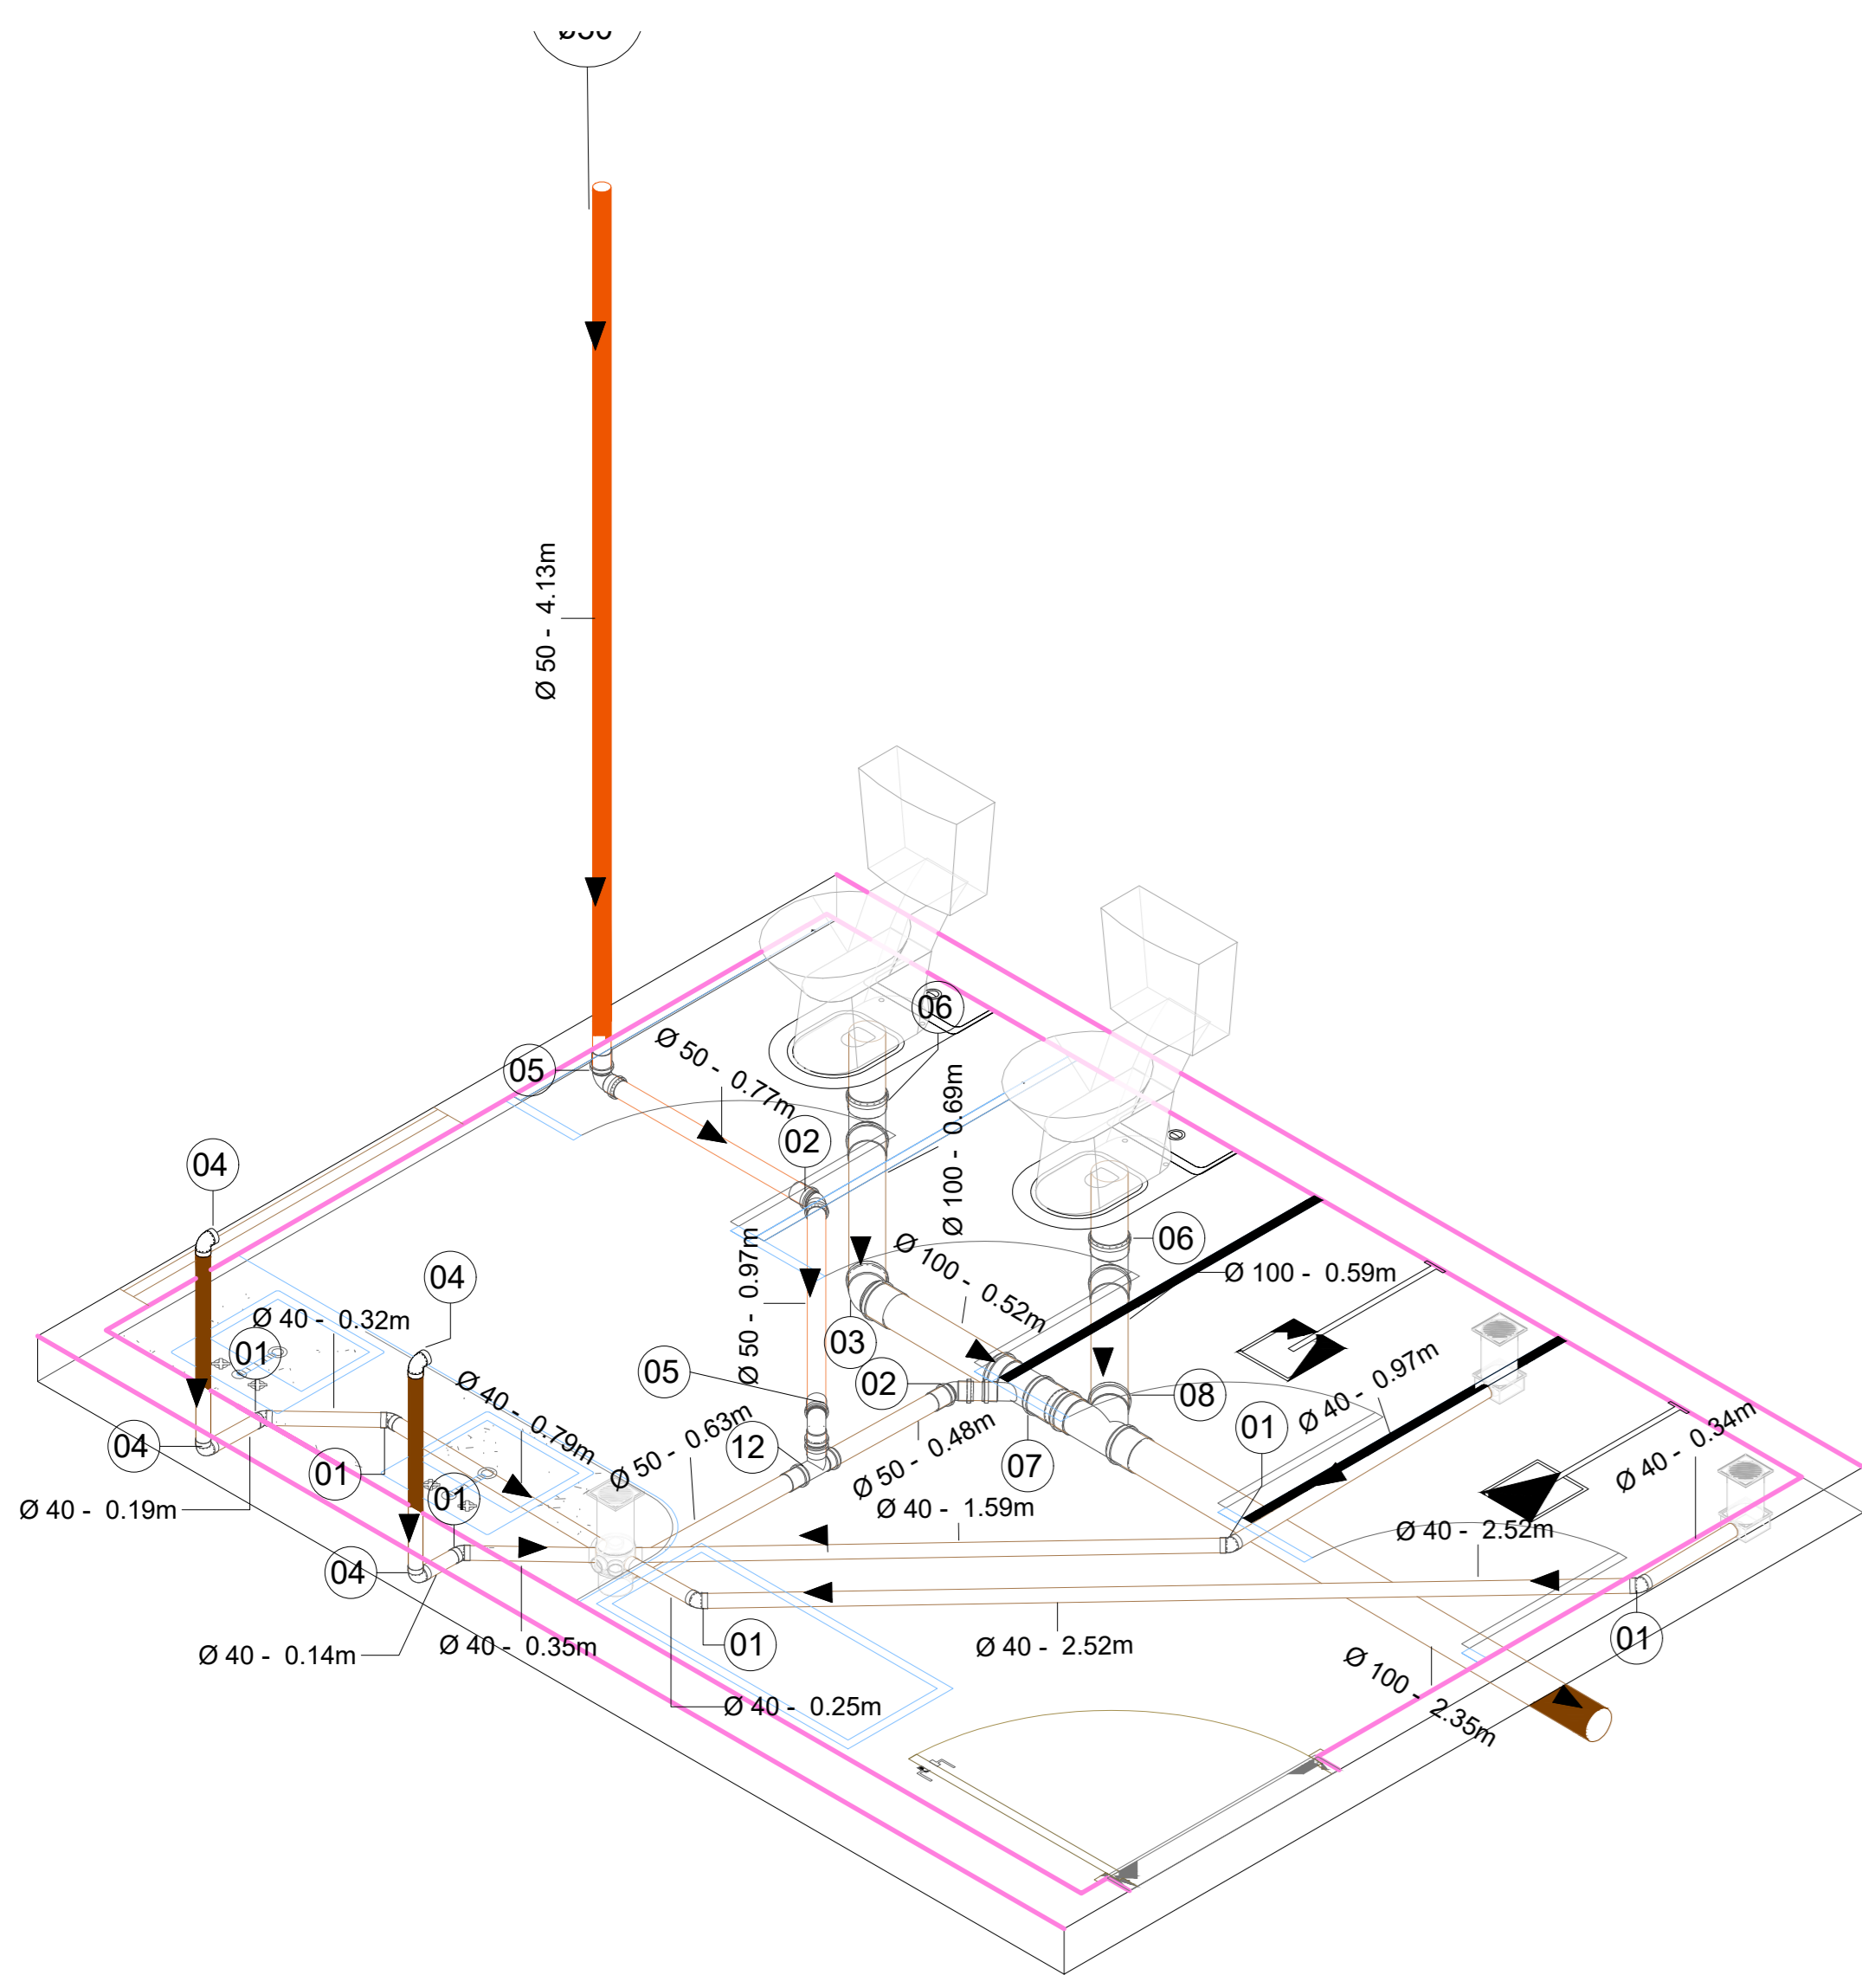 Ø 50 - 4.13m
06
05
Ø 50 - 0.77m
Ø 100 - 0.69m
02
04
06
Ø 100 - 0.59m
04
Ø 50 - 0.97m
Ø 100 - 0.52m
Ø 40 - 0.32m
01
03
05
02
08
Ø 40 - 0.97m
04
Ø 40 - 0.79m
Ø 50 - 0.63m
12
Ø 50 - 0.48m
07
01
Ø 40 - 0.34m
01
01
Ø 40 - 0.19m
Ø 40 - 1.59m
Ø 40 - 2.52m
04
Ø 40 - 0.14m
Ø 40 - 0.35m
01
Ø 40 - 2.52m
01
Ø 40 - 0.25m
Ø 100 - 2.35m